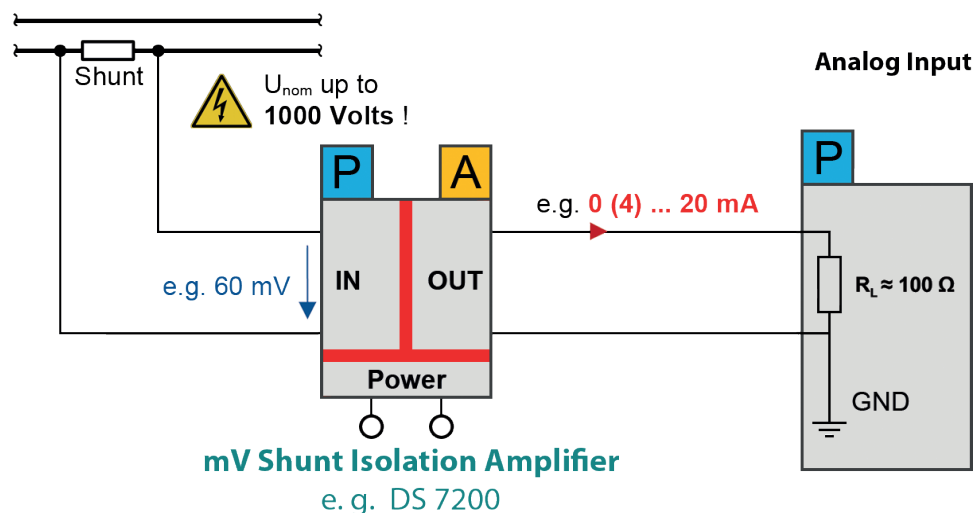 Shunt
Unom up to
1000 Volts !
Analog Input
P
A
P
e.g. 0 (4) ... 20 mA
e.g. 60 mV
IN
OUT
RL ≈ 100 Ω
Power
GND
mV Shunt Isolation Amplifier
e. g. DS 7200